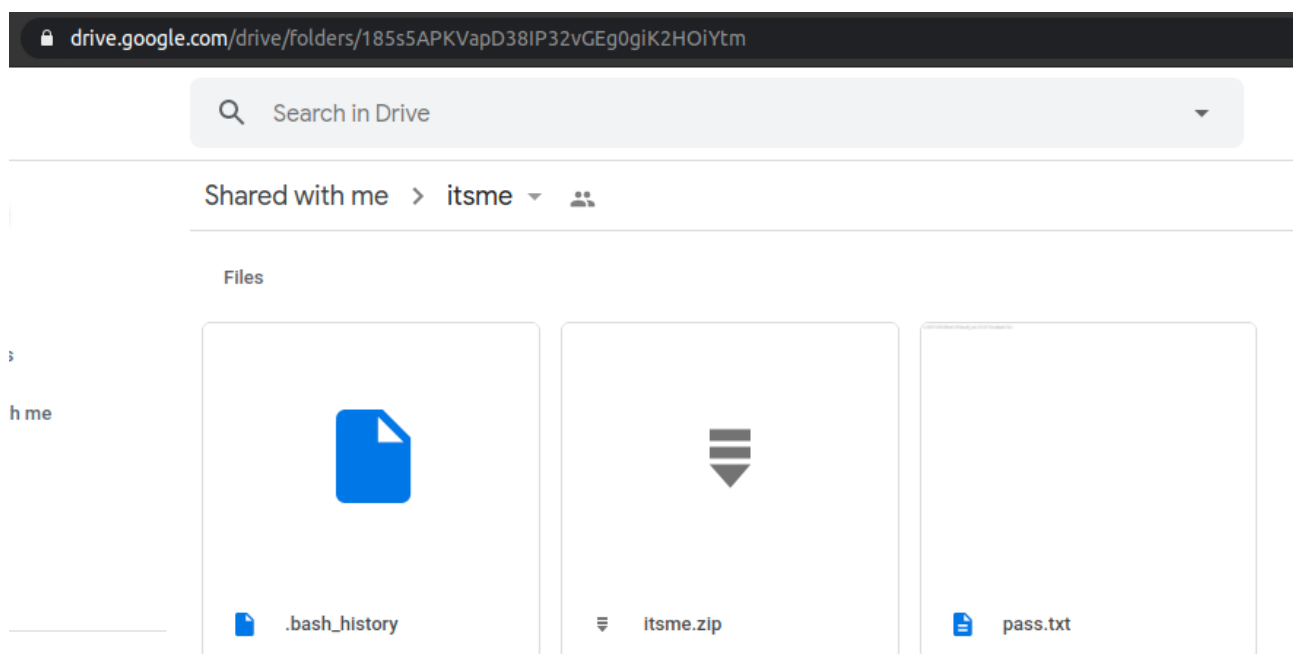 drive.google.com/drive/folders/185s5APKVapD38IP32vGEg0giK2HOiYtm
Search in Drive
Shared with me > itsme
Files
s
h me
.bash_history
itsme.zip
pass.txt